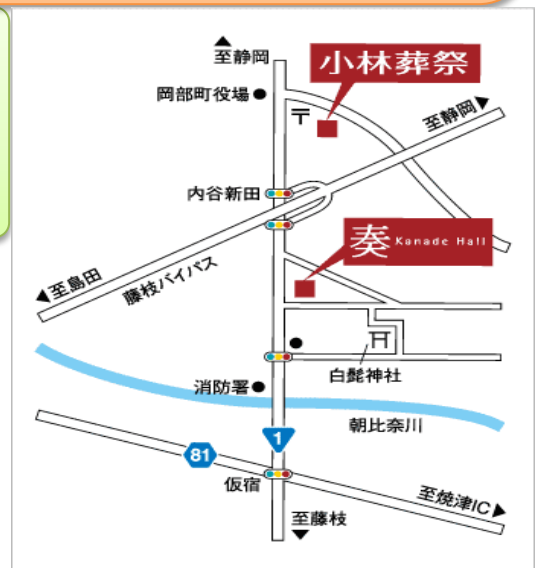 至静岡
小林葬祭
岡部町役場
〒
至静岡
内谷新田
奏 Kanade Hall
至島田
藤枝バイパス
白髭神社
消防署
朝比奈川
1
81
仮宿
至焼津IC
至藤枝